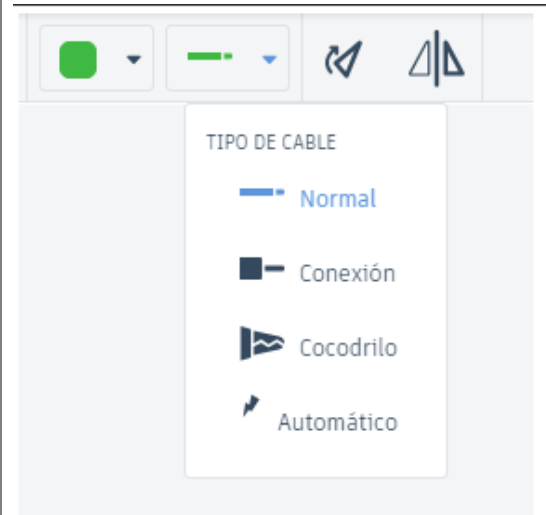 TIPO DE CABLE
Normal
Conexión
Cocodrilo
Automático